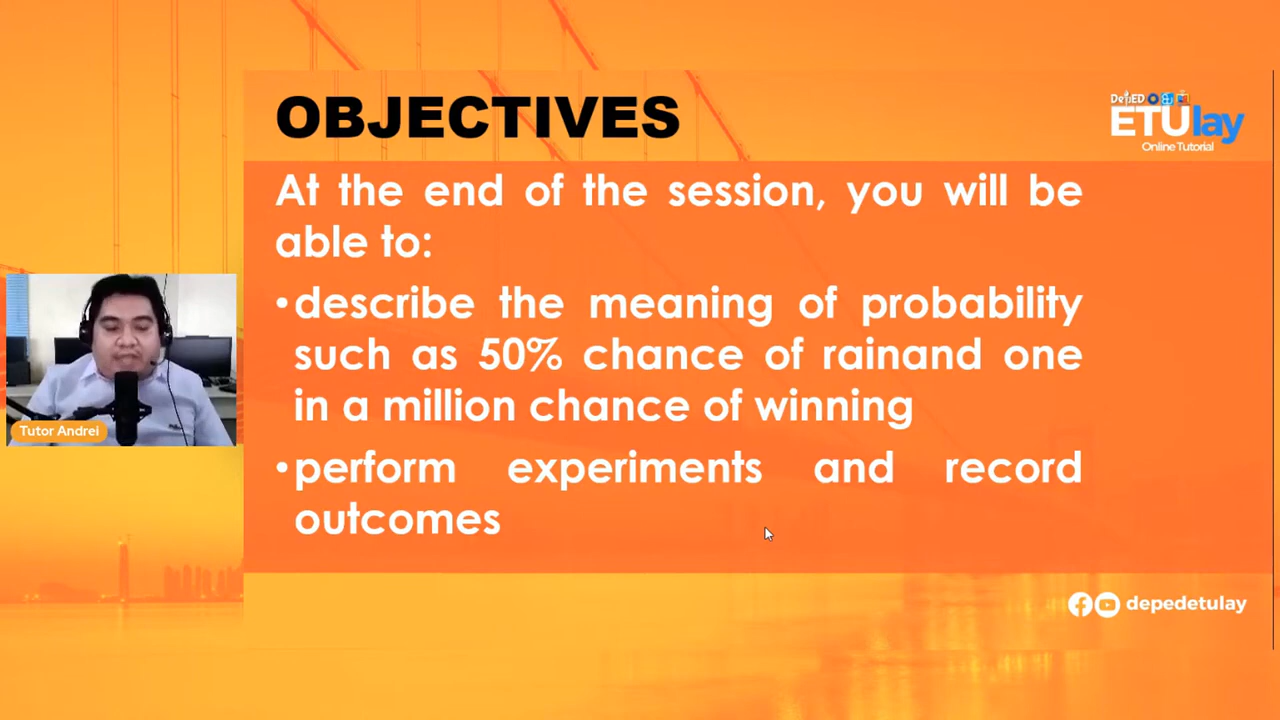 OBJECTIVES
DepED
ETUlay
Online Tutorial
At the end of the session, you will be
able to:
•describe the meaning of probability
such as 50% chance of rainand one
in a million chance of winning
•perform experiments and record
outcomes
Tutor Andrei
depedetulay